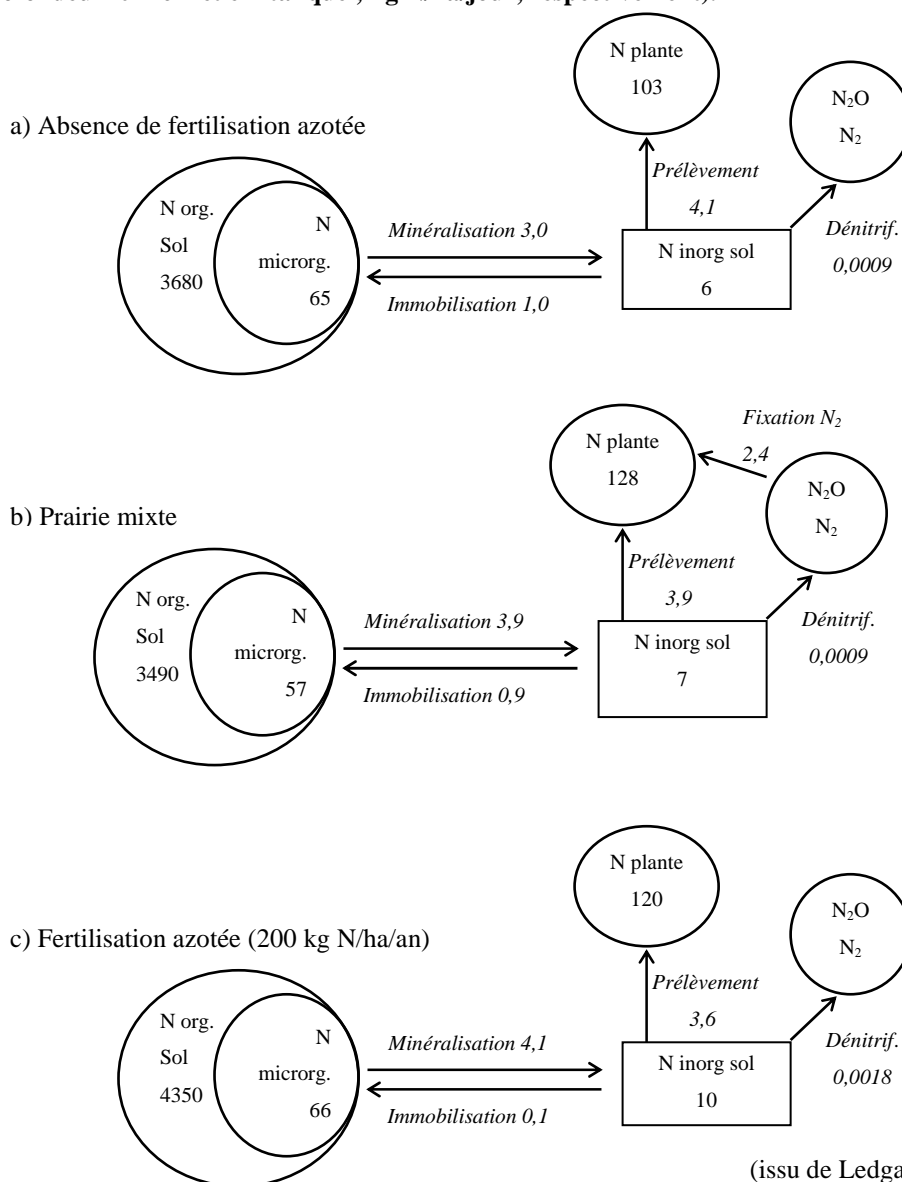 N plante
103
N₂O
N₂
a) Absence de fertilisation azotée
Prélèvement
4,1
N org.
Sol
3680
N
microrg.
65
Minéralisation 3,0
Immobilisation 1,0
N inorg sol
6
Dénitrif.
0,0009
Fixation N₂
2,4
N plante
128
N₂O
N₂
b) Prairie mixte
Prélèvement
3,9
N org.
Sol
3490
N
microrg.
57
Minéralisation 3,9
Immobilisation 0,9
N inorg sol
7
Dénitrif.
0,0009
N plante
120
N₂O
N₂
c) Fertilisation azotée (200 kg N/ha/an)
Prélèvement
3,6
N org.
Sol
4350
N
microrg.
66
Minéralisation 4,1
Immobilisation 0,1
N inorg sol
10
Dénitrif.
0,0018
(issu de Ledga